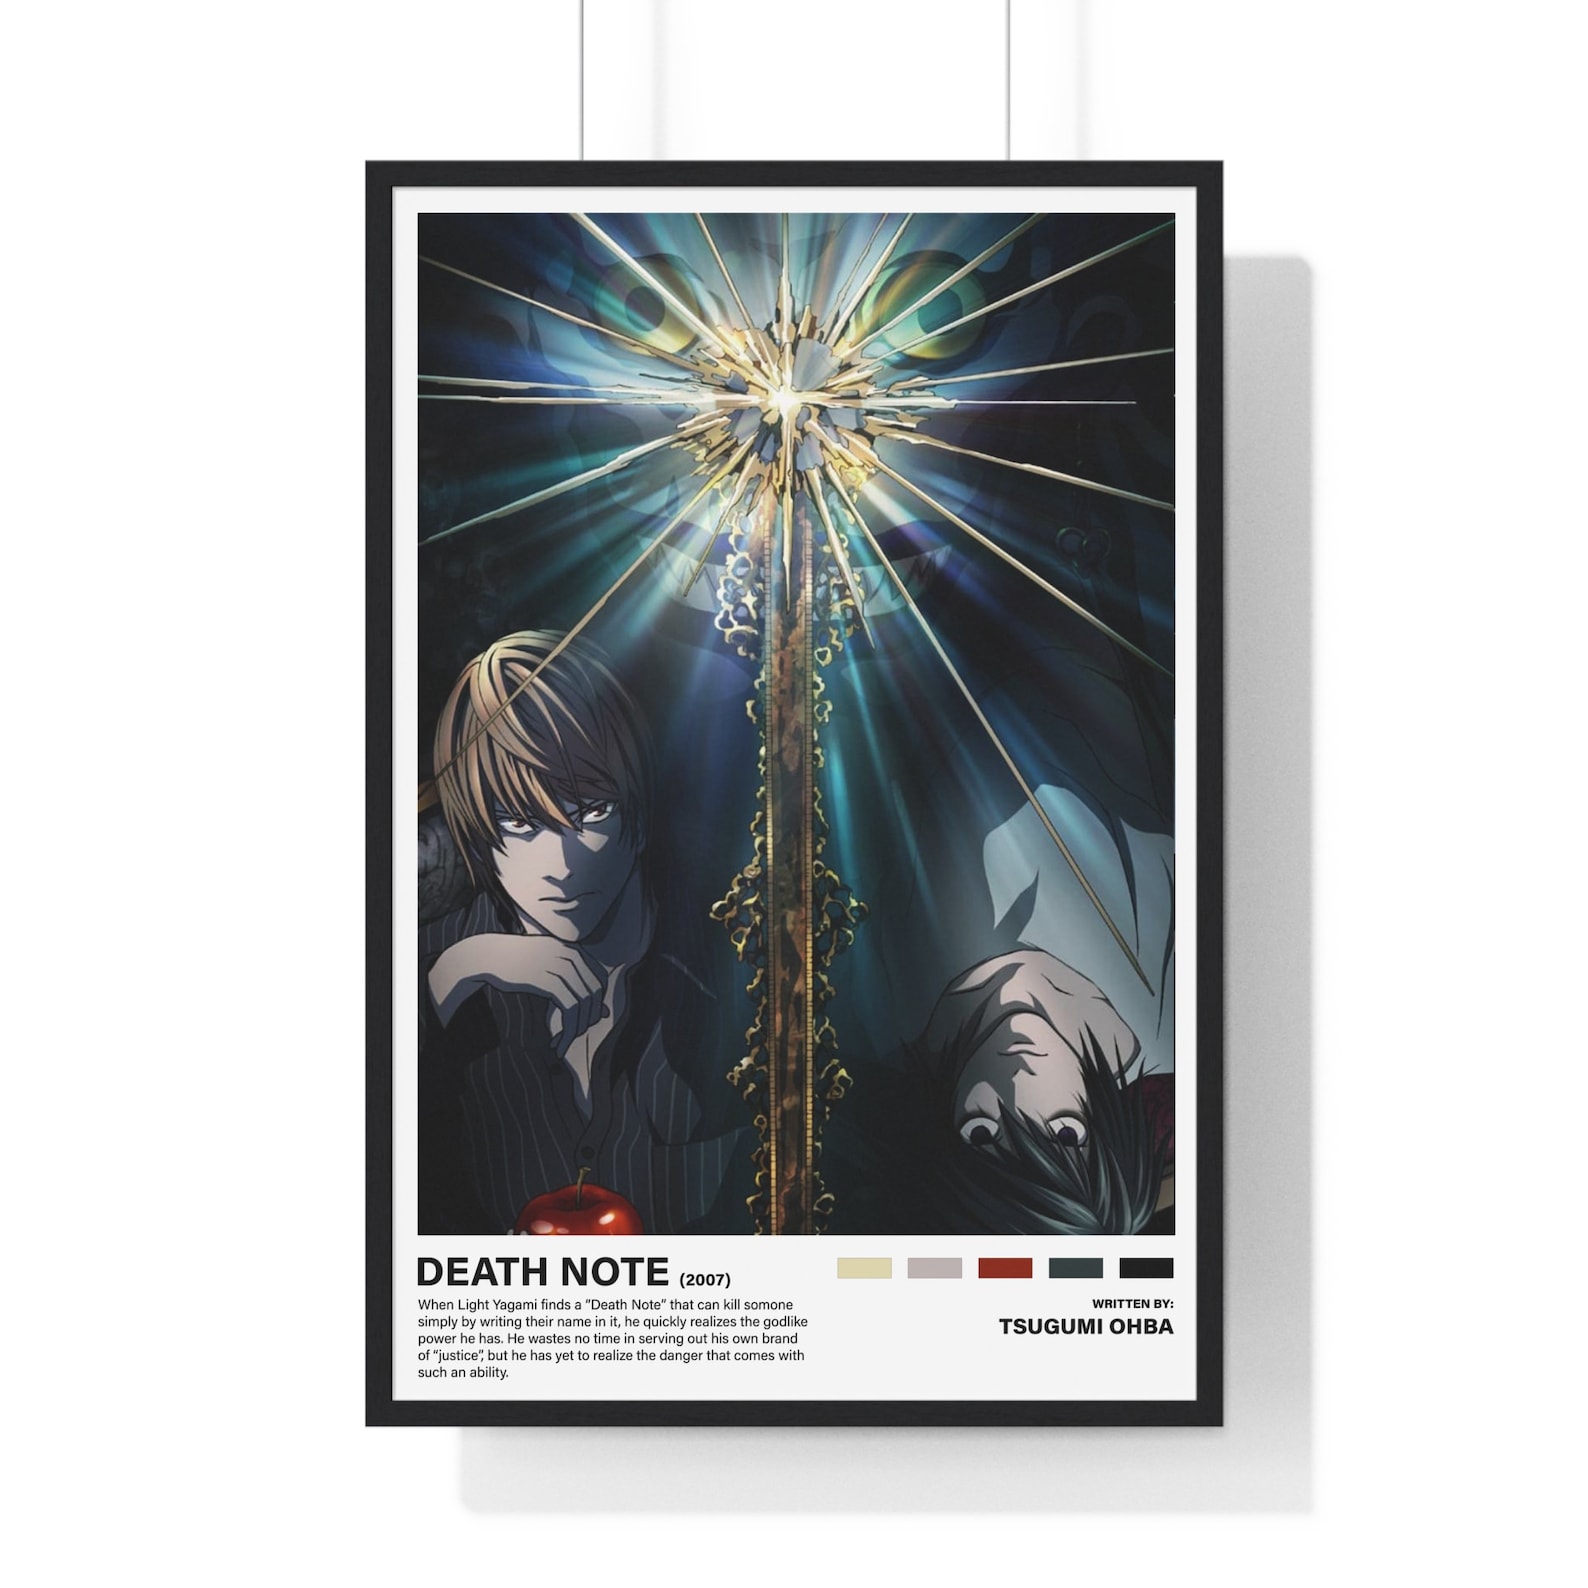 DEATH NOTE (2007)
When Light Yagami finds a "Death Note" that can kill somone
simply by writing their name in it, he quickly realizes the godlike
power he has. He wastes no time in serving out his own brand
of "justice", but he has yet to realize the danger that comes with
such an ability.
WRITTEN BY:
TSUGUMI OHBA